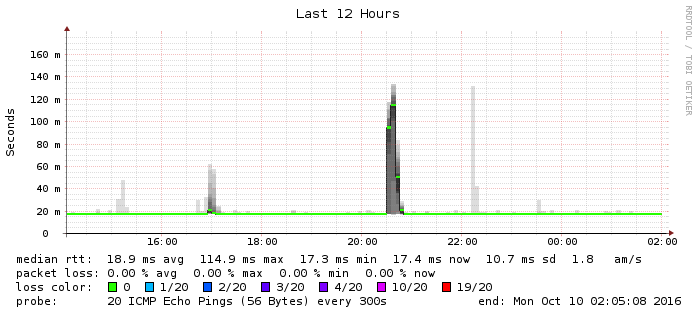 Last 12 Hours
RRDTOOL / TOBI OETIKER
Seconds
160 m
140 m
120 m
100 m
80 m
60 m
40 m
20 m
0
16:00 18:00 20:00 22:00 00:00 02:00
median rtt: 18.9 ms avg 114.9 ms max 17.3 ms min 17.4 ms now 10.7 ms sd 1.8 am/s
packet loss: 0.00 % avg 0.00 % max 0.00 % min 0.00 % now
loss color: 0 1/20 2/20 3/20 4/20 10/20 19/20
probe: 20 ICMP Echo Pings (56 Bytes) every 300s end: Mon Oct 10 02:05:08 2016